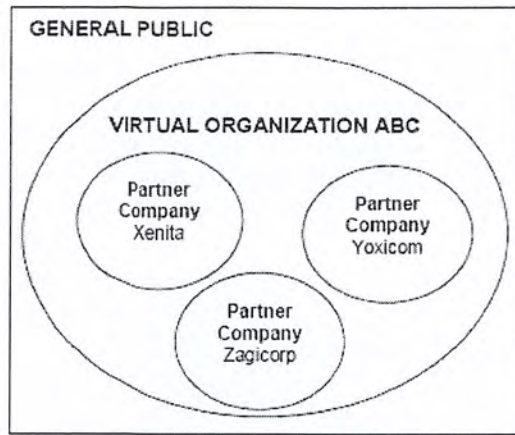 GENERAL PUBLIC
VIRTUAL ORGANIZATION ABC
Partner
Company
Xenita
Partner
Company
Yoxicom
Partner
Company
Zagicorp